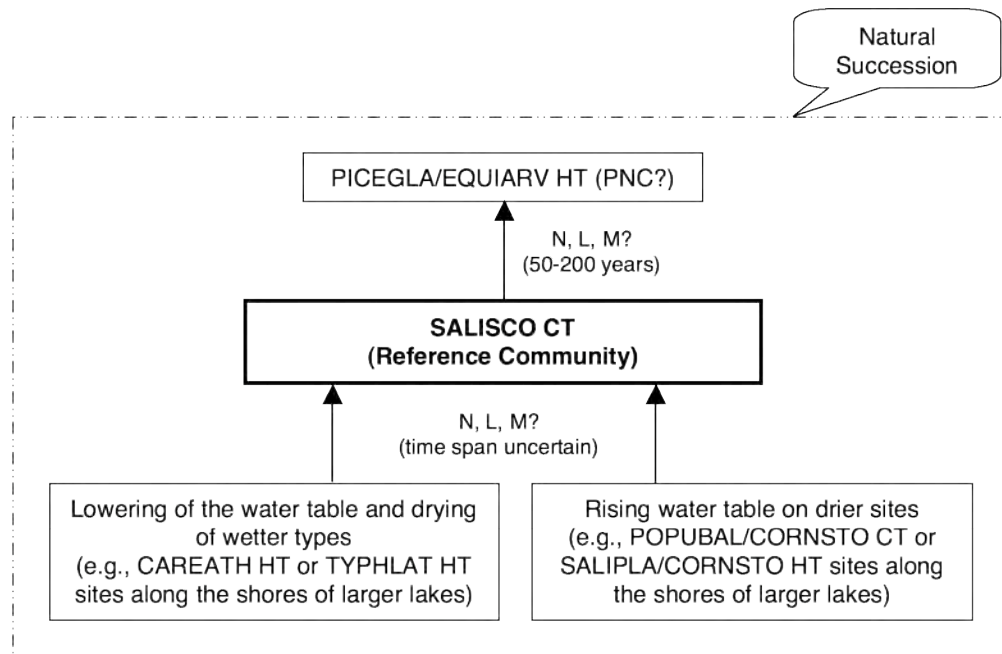 Natural
Succession
PICEGLA/EQUIARV HT (PNC?)
N, L, M?
(50-200 years)
SALISCO CT
(Reference Community)
N, L, M?
(time span uncertain)
Lowering of the water table and drying
of wetter types
(e.g., CAREATH HT or TYPHLAT HT
sites along the shores of larger lakes)
Rising water table on drier sites
(e.g., POPUBAL/CORNSTO CT or
SALIPLA/CORNSTO HT sites along
the shores of larger lakes)